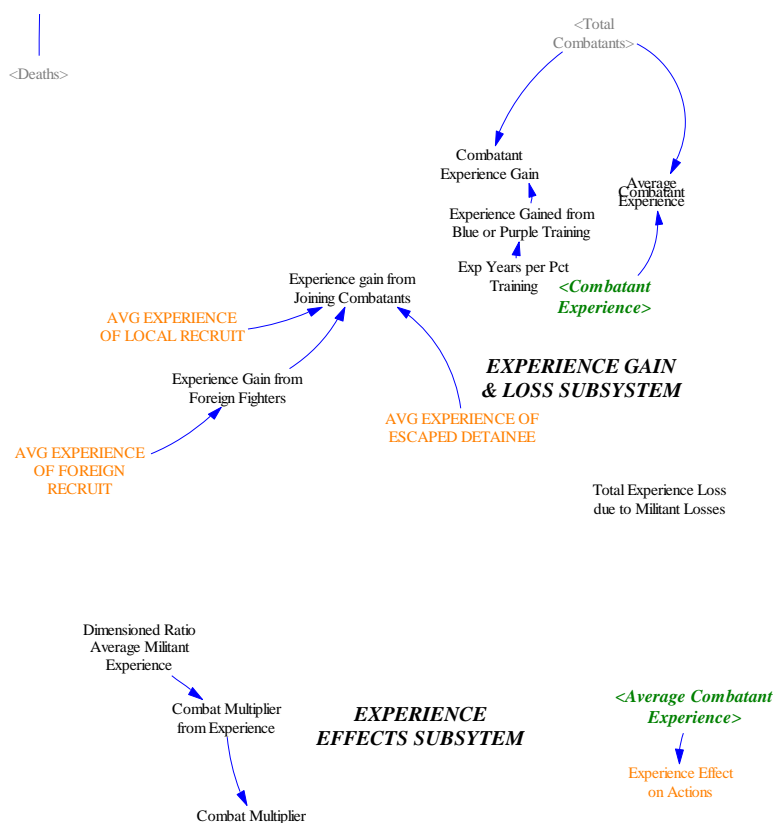 <Total
Combatants>
<Deaths>
Combatant
Experience Gain
Average
Combatant
Experience
Experience Gained from
Blue or Purple Training
Exp Years per Pct
Training
<Combatant
Experience>
Experience gain from
Joining Combatants
AVG EXPERIENCE
OF LOCAL RECRUIT
EXPERIENCE GAIN
& LOSS SUBSYSTEM
Experience Gain from
Foreign Fighters
AVG EXPERIENCE OF
ESCAPED DETAINEE
AVG EXPERIENCE
OF FOREIGN
RECRUIT
Total Experience Loss
due to Militant Losses
Dimensioned Ratio
Average Militant
Experience
Combat Multiplier
from Experience
EXPERIENCE
EFFECTS SUBSYTEM
<Average Combatant
Experience>
Experience Effect
on Actions
Combat Multiplier